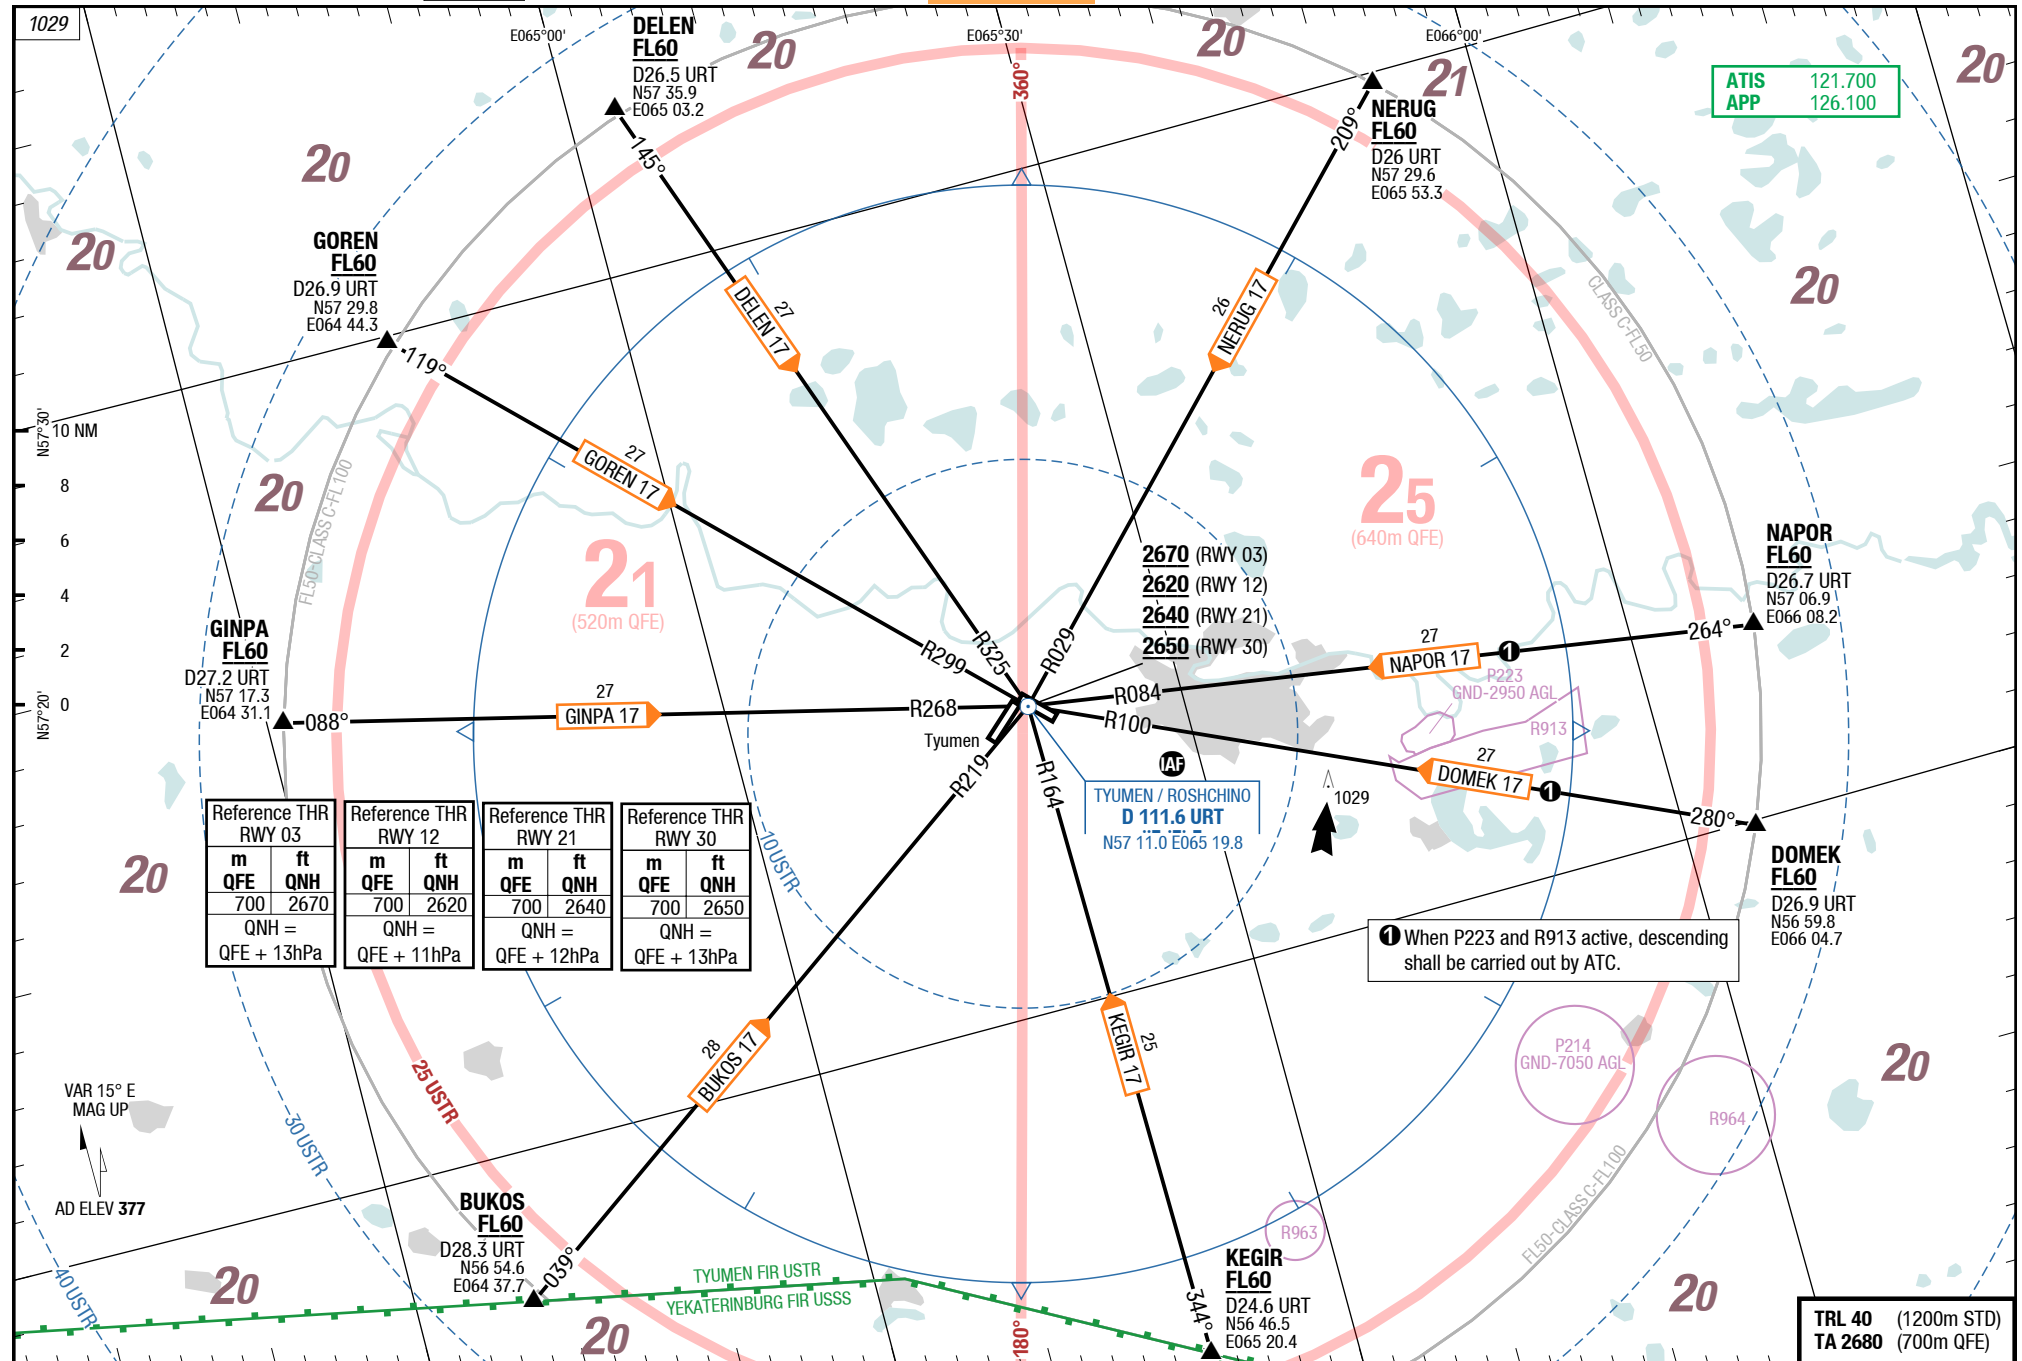 1029
E065°00'
E065°30'
E066°00'
DELEN
FL60
D26.5 URT
N57 35.9
E065 03.2
20
20
21
20
ATIS 121.700
APP 126.100
360°
NERUG
FL60
D26 URT
N57 29.6
E065 53.3
209°
145°
20
20
GOREN
FL60
D26.9 URT
N57 29.8
E064 44.3
119°
20
CLASS C-FL50
27
DELEN 17
26
NERUG 17
N57°30'
10 NM
8
6
4
2
0
N57°20'
27
GOREN 17
20
FL50-CLASS C-FL100
21
(520m QFE)
25
(640m QFE)
2670 (RWY 03)
2620 (RWY 12)
2640 (RWY 21)
2650 (RWY 30)
NAPOR
FL60
D26.7 URT
N57 06.9
E066 08.2
264°
27
NAPOR 17
1
GINPA
FL60
D27.2 URT
N57 17.3
E064 31.1
088°
27
GINPA 17
R268
R299
R325
R029
R084
R100
R164
R219
P223
GND-2950 AGL
R913
Tyumen
IAF
TYUMEN / ROSHCHINO
D 111.6 URT
N57 11.0 E065 19.8
1029
27
DOMEK 17
1
280°
DOMEK
FL60
D26.9 URT
N56 59.8
E066 04.7
Reference THR
RWY 03
m ft
QFE QNH
700 2670
QNH =
QFE + 13hPa
Reference THR
RWY 12
m ft
QFE QNH
700 2620
QNH =
QFE + 11hPa
Reference THR
RWY 21
m ft
QFE QNH
700 2640
QNH =
QFE + 12hPa
Reference THR
RWY 30
m ft
QFE QNH
700 2650
QNH =
QFE + 13hPa
20
10 USTR
1 When P223 and R913 active, descending
shall be carried out by ATC.
28
BUKOS 17
25
KEGIR 17
P214
GND-7050 AGL
R964
20
25 USTR
30 USTR
40 USTR
VAR 15° E
MAG UP
AD ELEV 377
BUKOS
FL60
D28.3 URT
N56 54.6
E064 37.7
039°
R963
FL50-CLASS C-FL100
KEGIR
FL60
D24.6 URT
N56 46.5
E065 20.4
344°
TYUMEN FIR USTR
YEKATERINBURG FIR USSS
20
20
20
180°
TRL 40 (1200m STD)
TA 2680 (700m QFE)